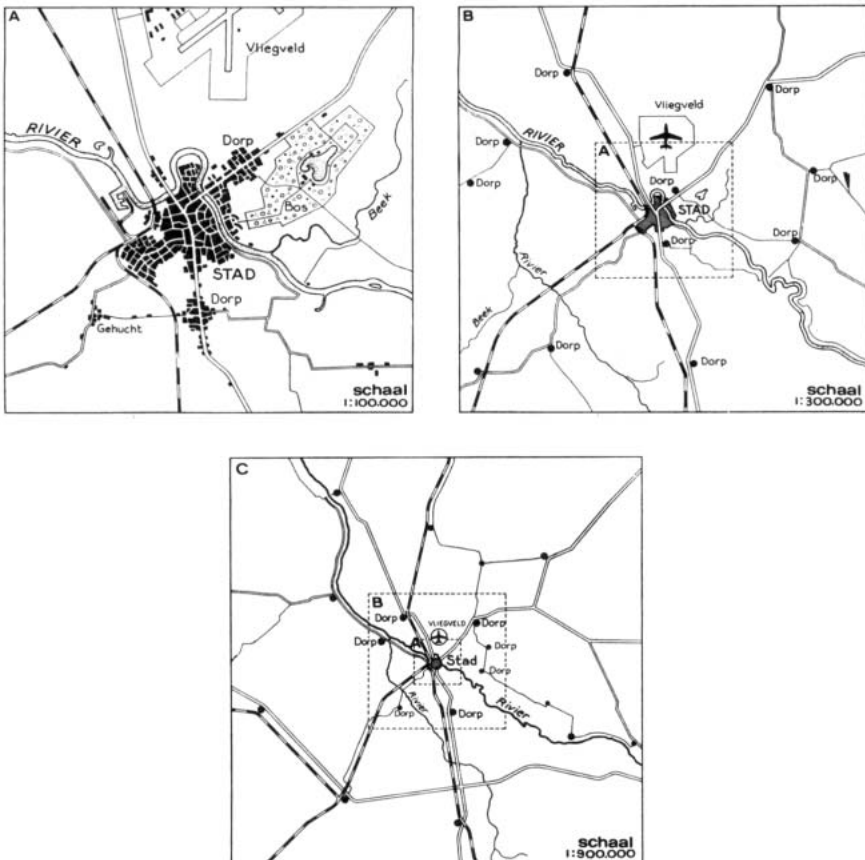 A
Vliegveld
RIVIER
Dorp
Bos
Beek
STAD
Dorp
Gehucht
schaal
1:100.000
B
Dorp
Dorp
Vliegveld
RIVIER
Dorp
A
Dorp
Dorp
Dorp
STAD
Dorp
Dorp
Rivier
Beek
Dorp
Dorp
schaal
1:300.000
C
B
Dorp
VLIEGVELD
Dorp
Dorp
A
Dorp
Stad
Dorp
Rivier
Dorp
Dorp
Rivier
schaal
1:900.000